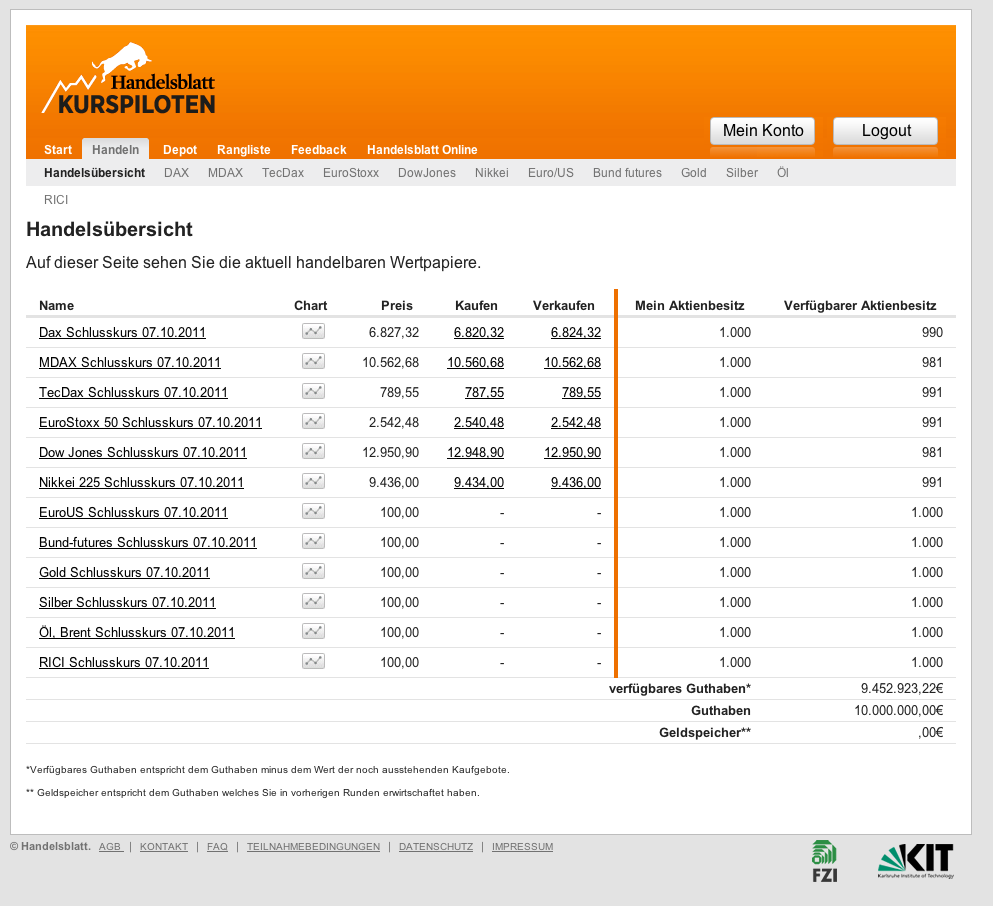 Handelsblatt
KURSPILOTEN
Mein Konto Logout
Start Handeln Depot Rangliste Feedback Handelsblatt Online
Handelsübersicht DAX MDAX TecDax EuroStoxx DowJones Nikkei Euro/US Bund futures Gold Silber Öl
RICI
Handelsübersicht
Auf dieser Seite sehen Sie die aktuell handelbaren Wertpapiere.
Name Chart Preis Kaufen Verkaufen Mein Aktienbesitz Verfügbarer Aktienbesitz
Dax Schlusskurs 07.10.2011 6.827,32 6.820,32 6.824,32 1.000 990
MDAX Schlusskurs 07.10.2011 10.562,68 10.560,68 10.562,68 1.000 981
TecDax Schlusskurs 07.10.2011 789,55 787,55 789,55 1.000 991
EuroStoxx 50 Schlusskurs 07.10.2011 2.542,48 2.540,48 2.542,48 1.000 991
Dow Jones Schlusskurs 07.10.2011 12.950,90 12.948,90 12.950,90 1.000 981
Nikkei 225 Schlusskurs 07.10.2011 9.436,00 9.434,00 9.436,00 1.000 991
EuroUS Schlusskurs 07.10.2011 100,00 - - 1.000 1.000
Bund-futures Schlusskurs 07.10.2011 100,00 - - 1.000 1.000
Gold Schlusskurs 07.10.2011 100,00 - - 1.000 1.000
Silber Schlusskurs 07.10.2011 100,00 - - 1.000 1.000
Öl, Brent Schlusskurs 07.10.2011 100,00 - - 1.000 1.000
RICI Schlusskurs 07.10.2011 100,00 - - 1.000 1.000
verfügbares Guthaben* 9.452.923,22€
Guthaben 10.000.000,00€
Geldspeicher** ,00€
*Verfügbares Guthaben entspricht dem Guthaben minus dem Wert der noch ausstehenden Kaufgebote.
** Geldspeicher entspricht dem Guthaben welches Sie in vorherigen Runden erwirtschaftet haben.
© Handelsblatt. AGB | KONTAKT | FAQ | TEILNAHMEBEDINGUNGEN | DATENSCHUTZ | IMPRESSUM
FZI
KIT
Karlsruhe Institute of Technology